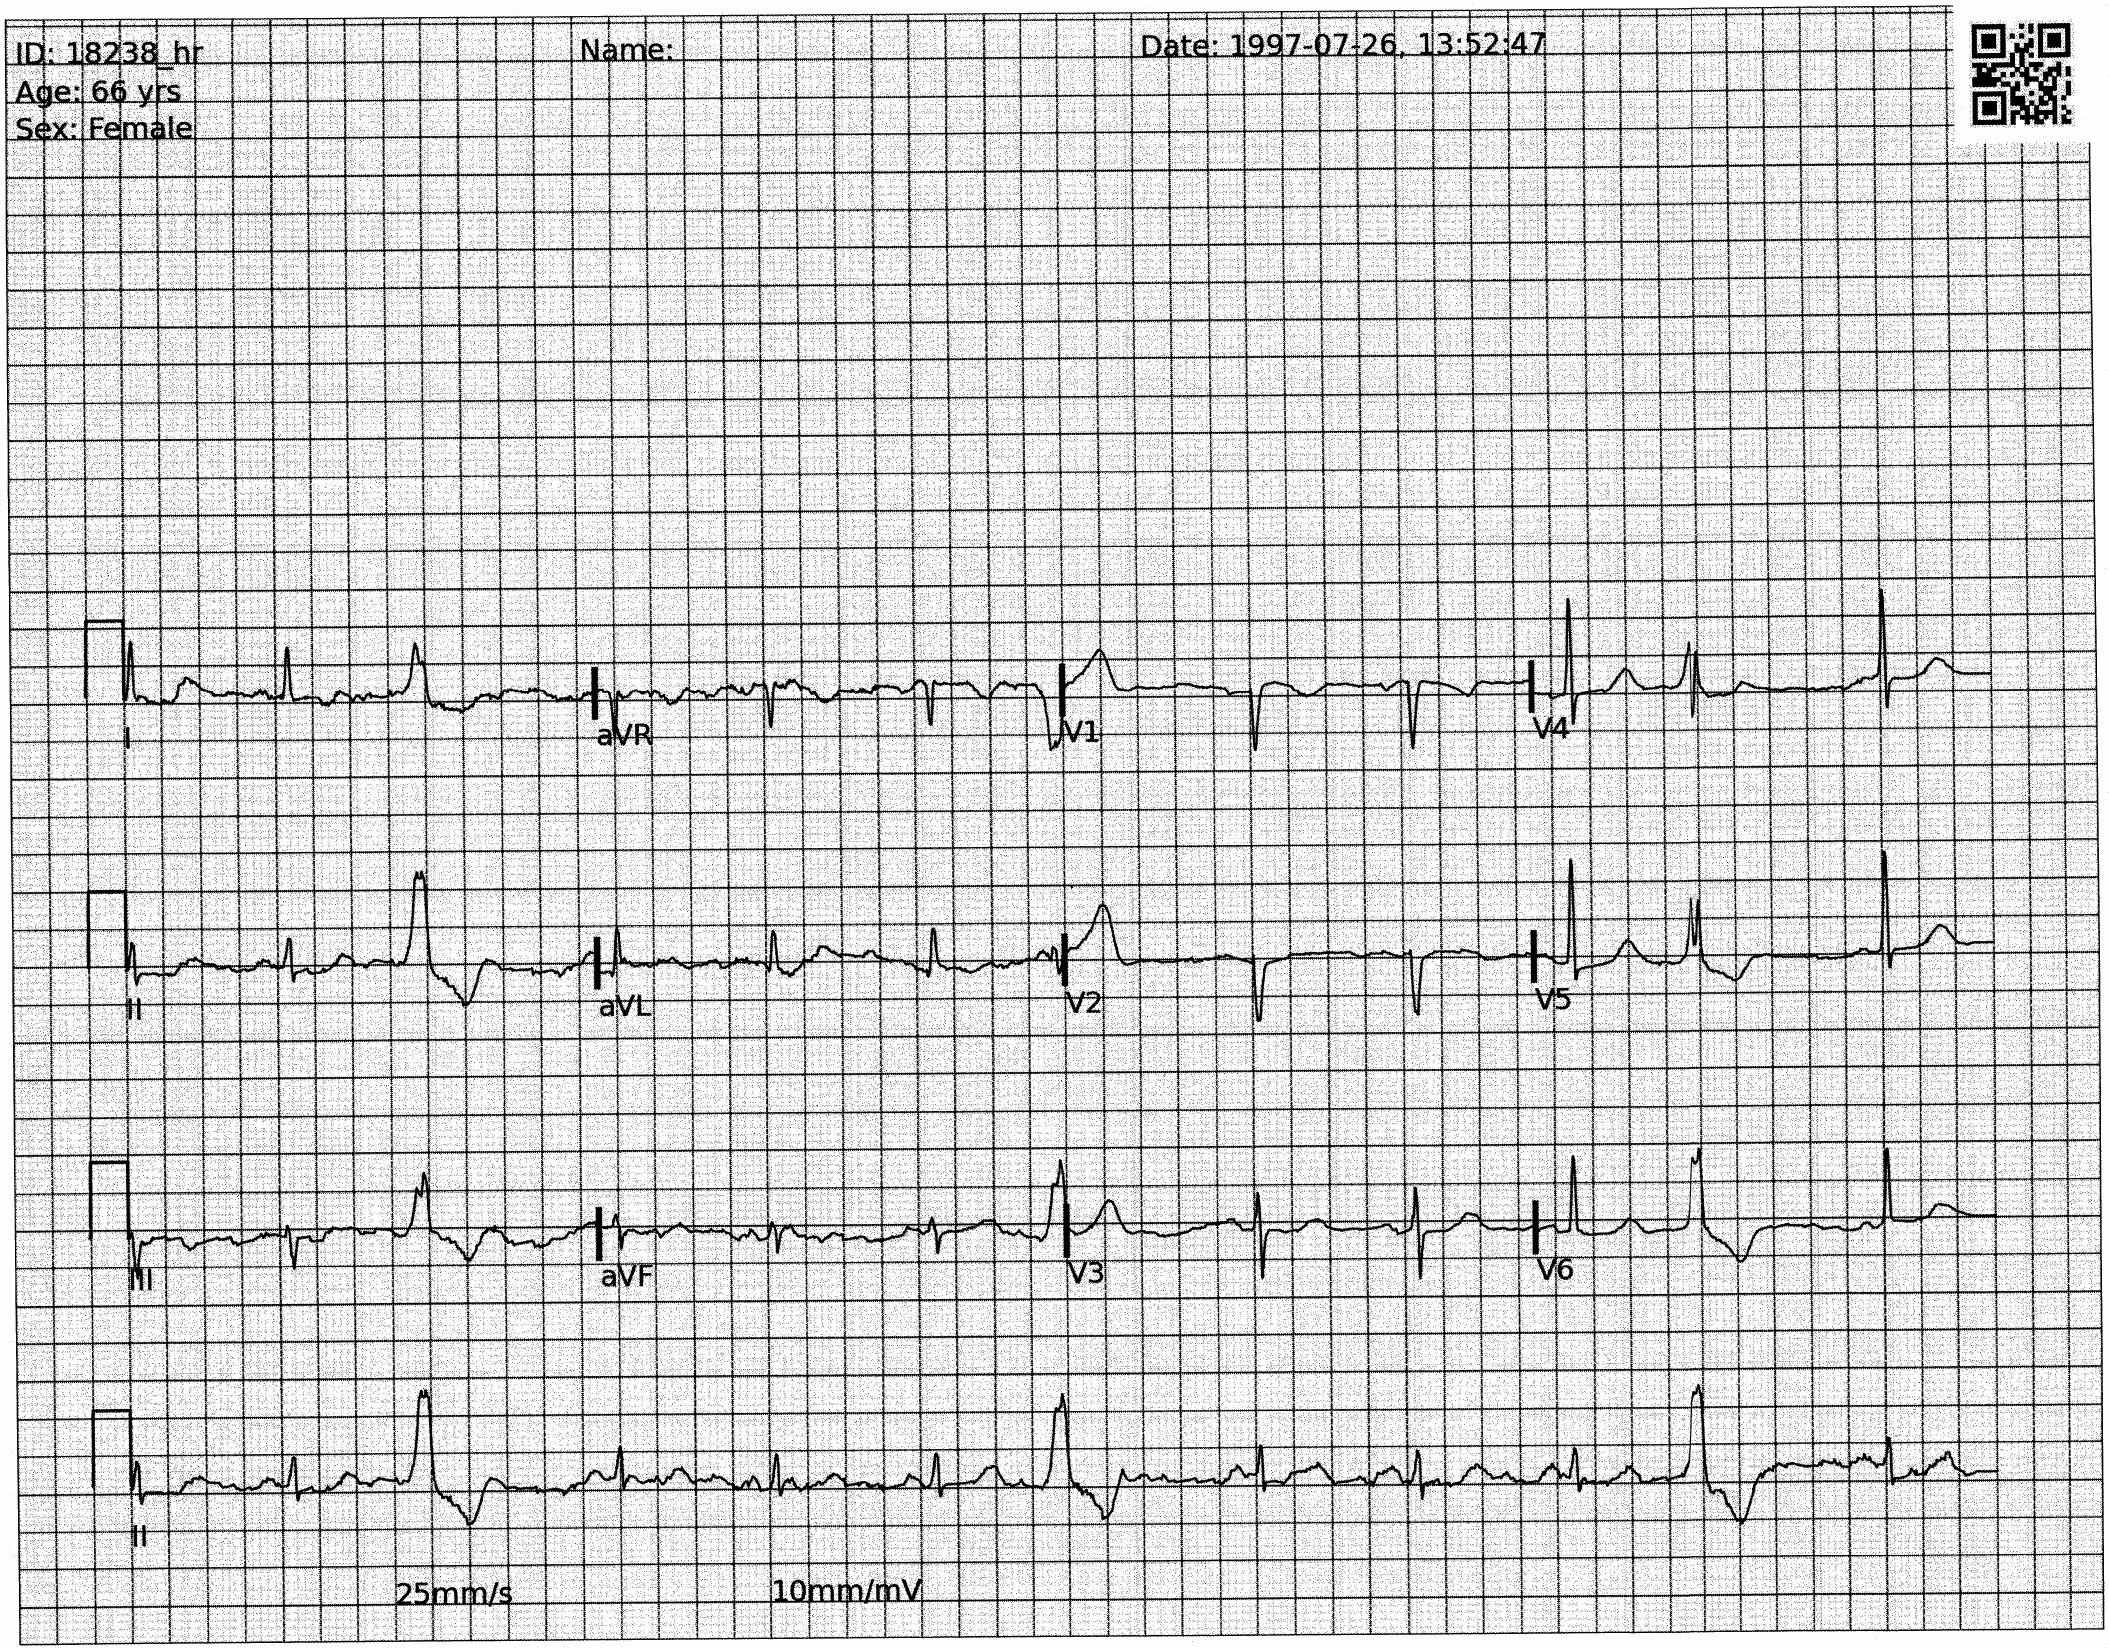 ID: 18238_hr
Name:
Date: 1997-07-26, 13:52:47
Age: 66 yrs
Sex: Female
I
aVR
V1
V4
II
aVL
V2
V5
III
aVF
V3
V6
II
25mm/s
10mm/mV